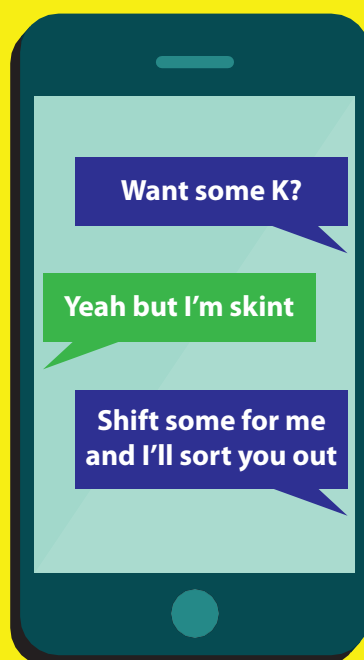 Want some K?
Yeah but I’m skint
Shift some for me
and I’ll sort you out